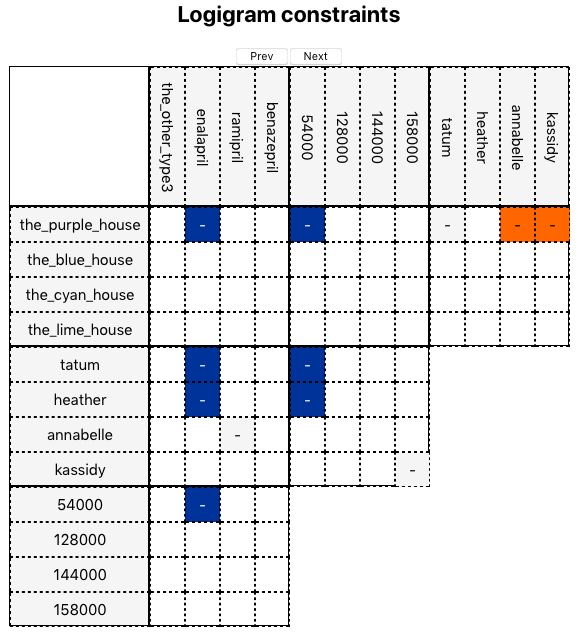 Logigram constraints
Prev Next
the_other_type3 enalapril ramipril benazepril 54000 128000 144000 158000 tatum heather annabelle kassidy
the_purple_house - - - - -
the_blue_house
the_cyan_house
the_lime_house
tatum - -
heather - -
annabelle -
kassidy -
54000 -
128000
144000
158000